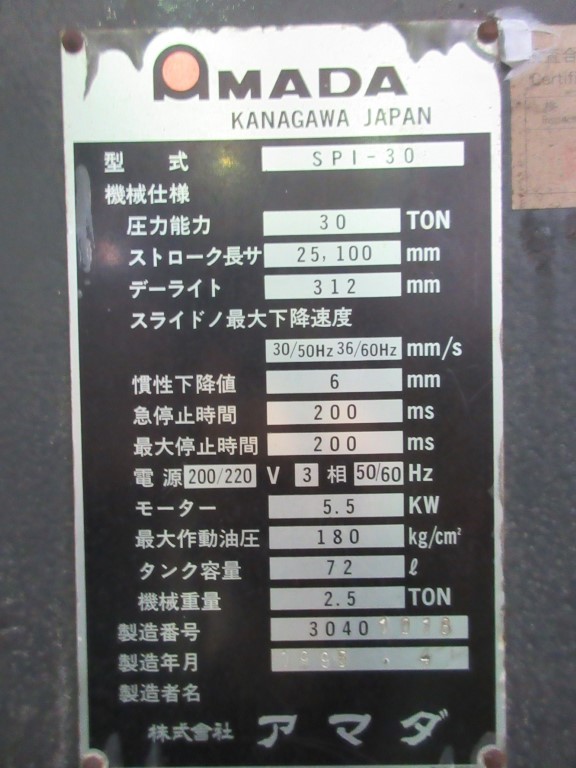 AMADA
KANAGAWA JAPAN
型 式 SPI-30
機械仕様
圧力能力 30 TON
ストローク長サ 25,100 mm
デーライト 312 mm
スライドノ最大下降速度
30/50Hz 36/60Hz mm/s
慣性下降値 6 mm
急停止時間 200 ms
最大停止時間 200 ms
電源 200/220 V 3 相 50/60 Hz
モーター 5.5 KW
最大作動油圧 180 kg/cm²
タンク容量 72 ℓ
機械重量 2.5 TON
製造番号
製造年月
製造者名
株式会社 アマダ
Certif